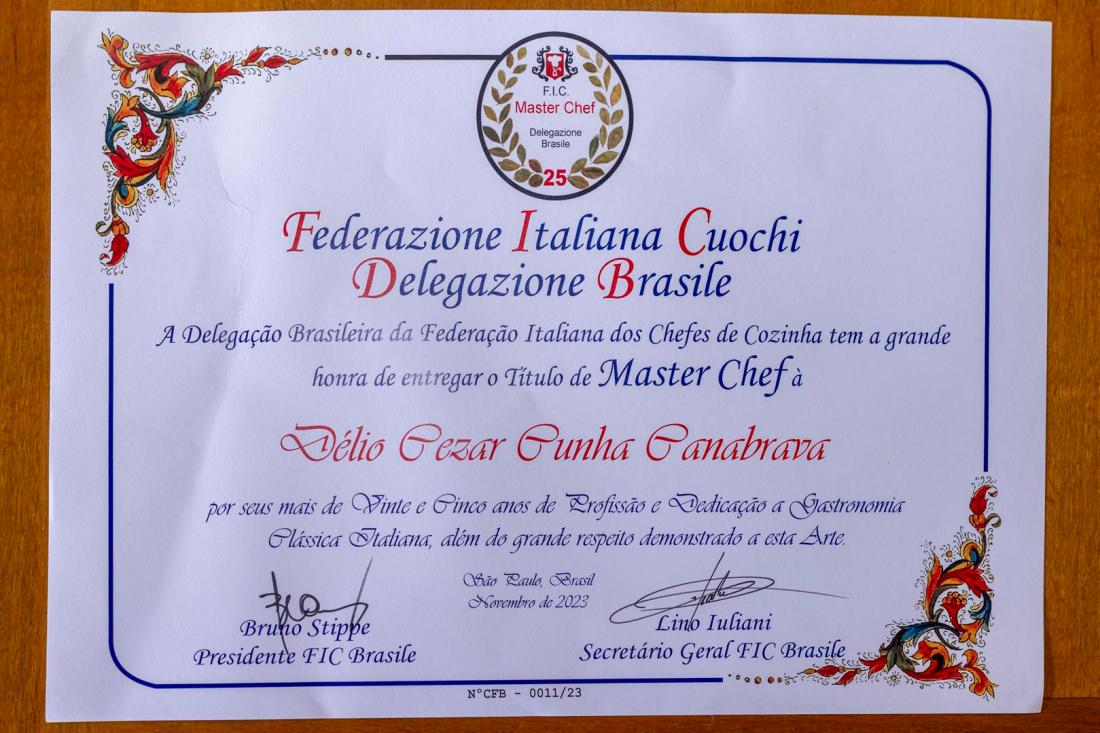 F.I.C.
Master Chef
Delegazione
Brasile
25
Federazione Italiana Cuochi
Delegazione Brasile
A Delegação Brasileira da Federação Italiana dos Chefes de Cozinha tem a grande
honra de entregar o Título de Master Chef à
Délio Cezar Cunha Canabrava
por seus mais de Vinte e Cinco anos de Profissão e Dedicação a Gastronomia
Clássica Italiana, além do grande respeito demonstrado a esta Arte.
São Paulo, Brasil
Novembro de 2023
Bruno Stippe
Presidente FIC Brasile
Lino Iuliani
Secretário Geral FIC Brasile
N°CFB - 0011/23